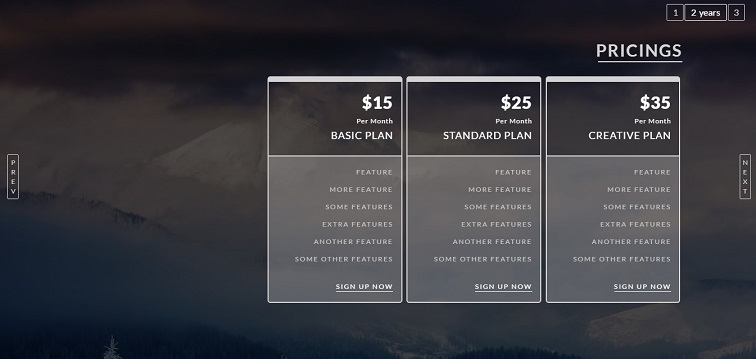 1 2 years 3
PRICINGS
$15
Per Month
BASIC PLAN
FEATURE
MORE FEATURE
SOME FEATURES
EXTRA FEATURES
ANOTHER FEATURE
SOME OTHER FEATURES
SIGN UP NOW
$25
Per Month
STANDARD PLAN
FEATURE
MORE FEATURE
SOME FEATURES
EXTRA FEATURES
ANOTHER FEATURE
SOME OTHER FEATURES
SIGN UP NOW
$35
Per Month
CREATIVE PLAN
FEATURE
MORE FEATURE
SOME FEATURES
EXTRA FEATURES
ANOTHER FEATURE
SOME OTHER FEATURES
SIGN UP NOW
PREV
NEXT